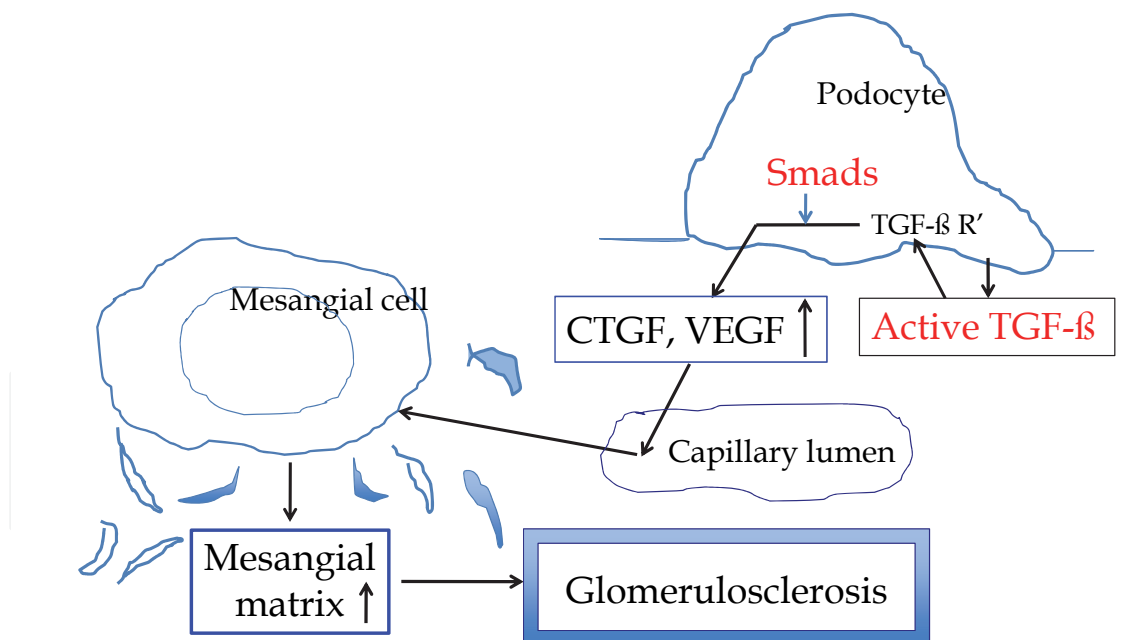 Podocyte
Smads
TGF-ß R’
Mesangial cell
CTGF, VEGF
Active TGF-ß
Capillary lumen
Mesangial
matrix
Glomerulosclerosis